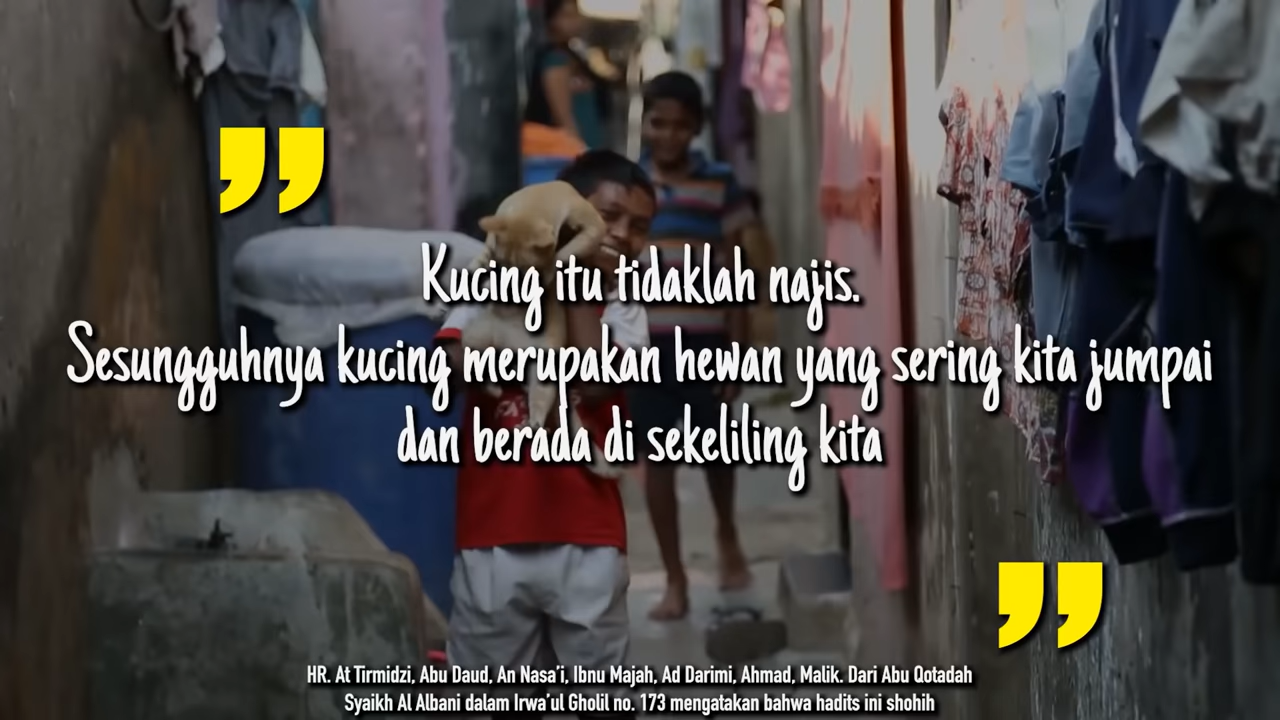 Kucing itu tidaklah najis.
Sesungguhnya kucing merupakan hewan yang sering kita jumpai
dan berada di sekeliling kita
HR. At Tirmidzi, Abu Daud, An Nasa'i, Ibnu Majah, Ad Darimi, Ahmad, Malik. Dari Abu Qotadah
Syaikh Al Albani dalam Irwa'ul Gholil no. 173 mengatakan bahwa hadits ini shohih